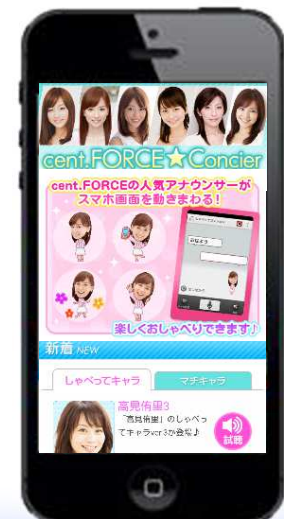 cent.FORCE★Concier
cent.FORCEの人気アナウンサーが
スマホ画面を動きまわる!
おはよう
楽しくおしゃべりできます♪
新着 NEW
しゃべってキャラ
マチキャラ
高見侑里3
「高見侑里」のしゃべっ
てキャラver3が登場♪
試聴